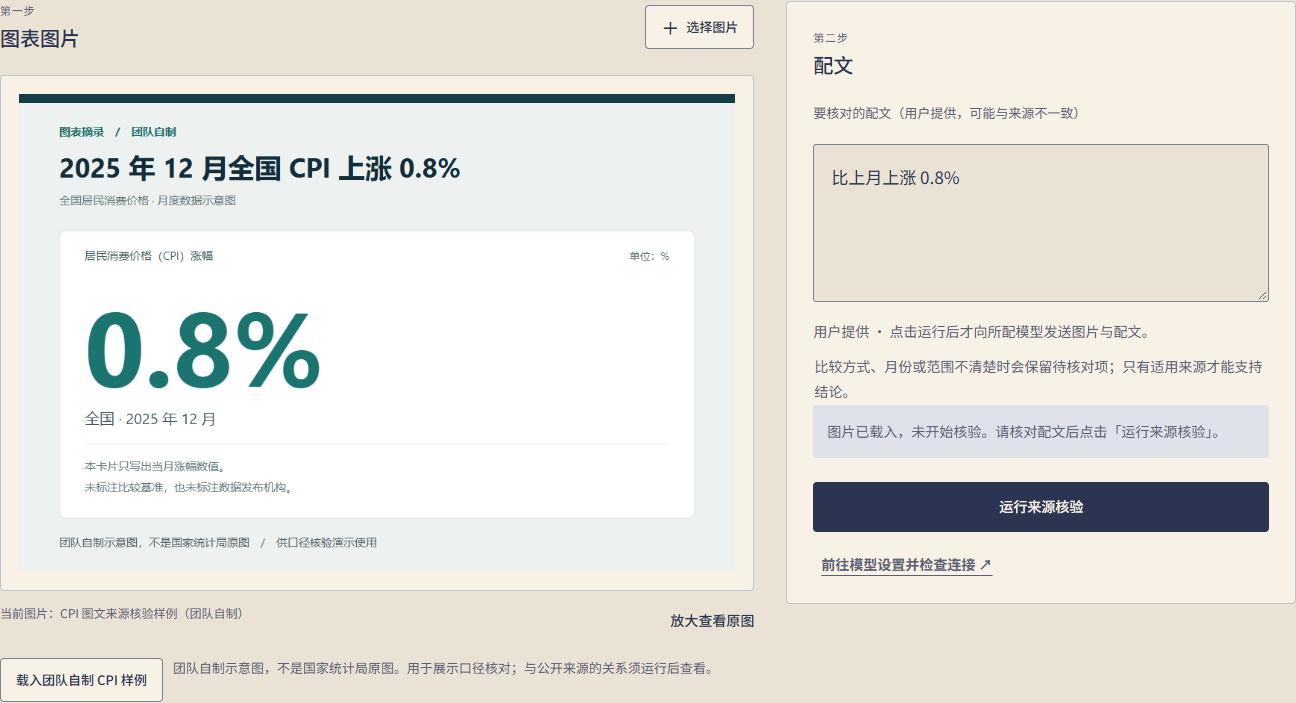 第一步
图表图片
＋ 选择图片
图表摘录 / 团队自制
2025 年 12 月全国 CPI 上涨 0.8%
全国居民消费价格 · 月度数据示意图
居民消费价格（CPI）涨幅
单位：%
0.8%
全国 · 2025 年 12 月
本卡片只写出当月涨幅数值。
未标注比较基准，也未标注数据发布机构。
团队自制示意图，不是国家统计局原图 / 供口径核验演示使用
当前图片：CPI 图文来源核验样例（团队自制）
放大查看原图
载入团队自制 CPI 样例
团队自制示意图，不是国家统计局原图。用于展示口径核对；与公开来源的关系须运行后查看。
第二步
配文
要核对的配文（用户提供，可能与来源不一致）
比上月上涨 0.8%
用户提供 · 点击运行后才向所配模型发送图片与配文。
比较方式、月份或范围不清楚时会保留待核对项；只有适用来源才能支持
结论。
图片已载入，未开始核验。请核对配文后点击「运行来源核验」。
运行来源核验
前往模型设置并检查连接 ↗